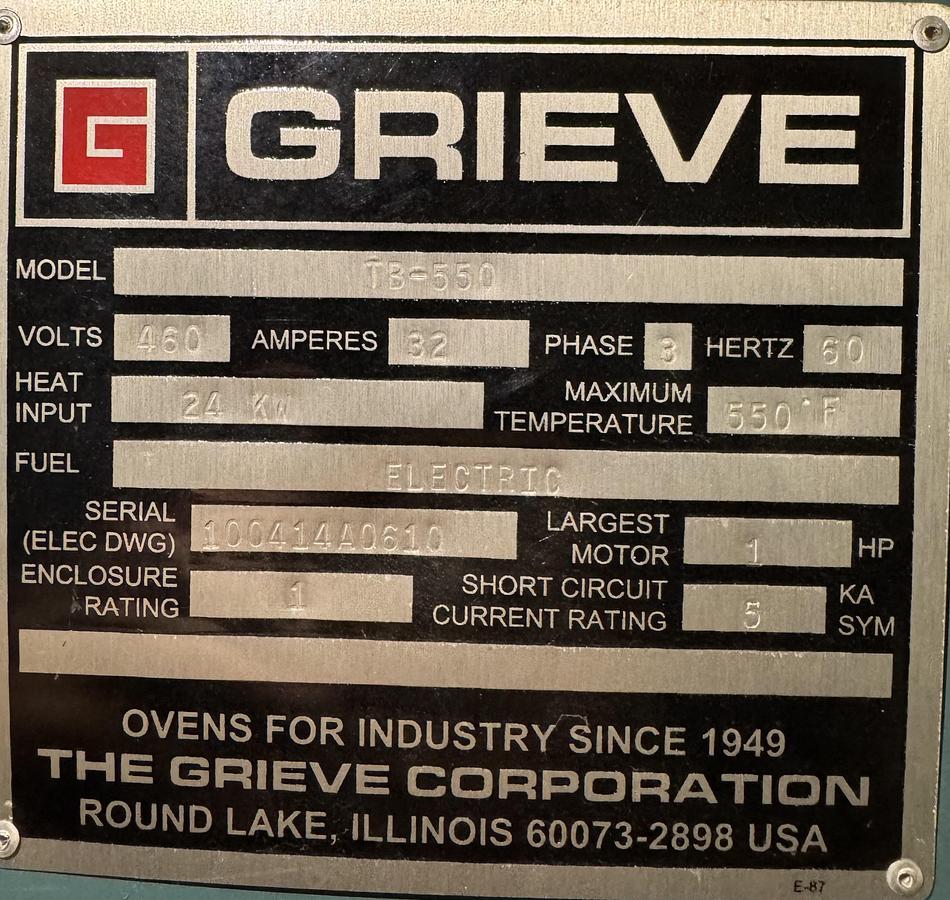 G GRIEVE
MODEL TB-550
VOLTS 460 AMPERES 32 PHASE 3 HERTZ 60
HEAT INPUT 24 KW MAXIMUM TEMPERATURE 550°F
FUEL ELECTRIC
SERIAL (ELEC DWG) 100414A0610 LARGEST MOTOR 1 HP
ENCLOSURE RATING 1 SHORT CIRCUIT CURRENT RATING 5 KA SYM
OVENS FOR INDUSTRY SINCE 1949
THE GRIEVE CORPORATION
ROUND LAKE, ILLINOIS 60073-2898 USA
E-87